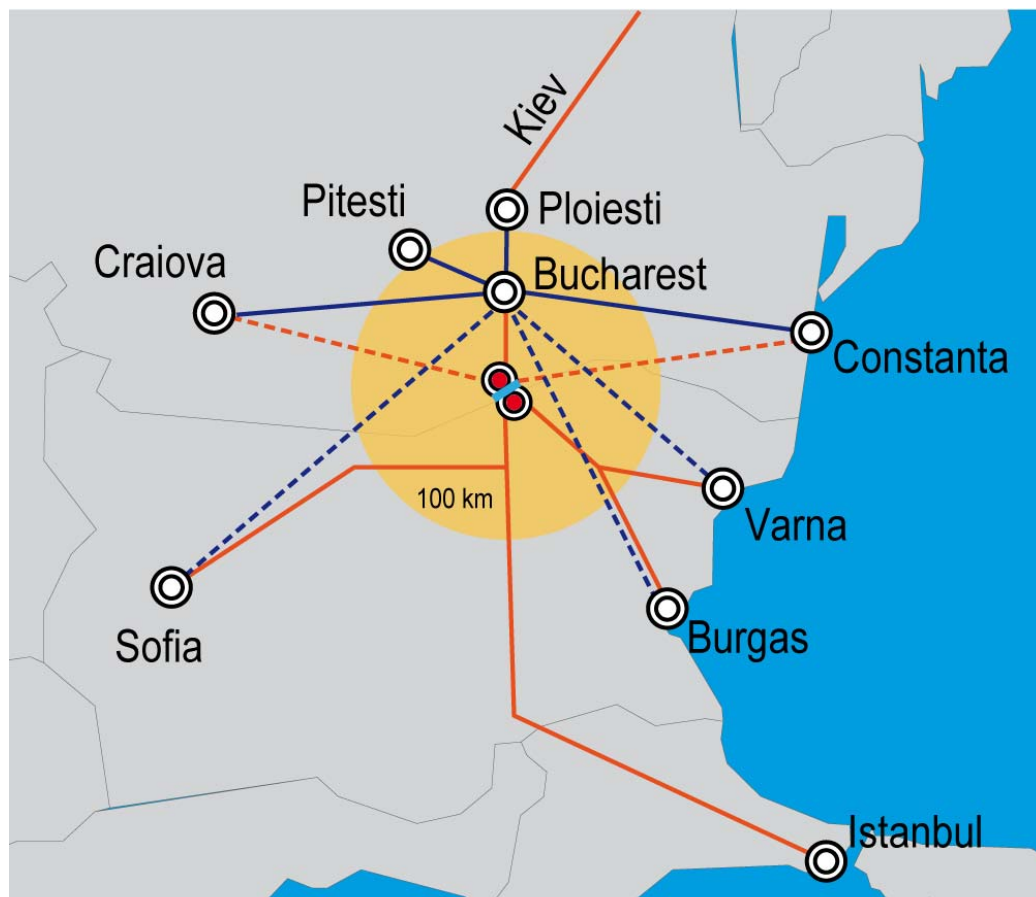 Kiev
Pitesti
Ploiesti
Craiova
Bucharest
Constanta
100 km
Varna
Sofia
Burgas
Istanbul